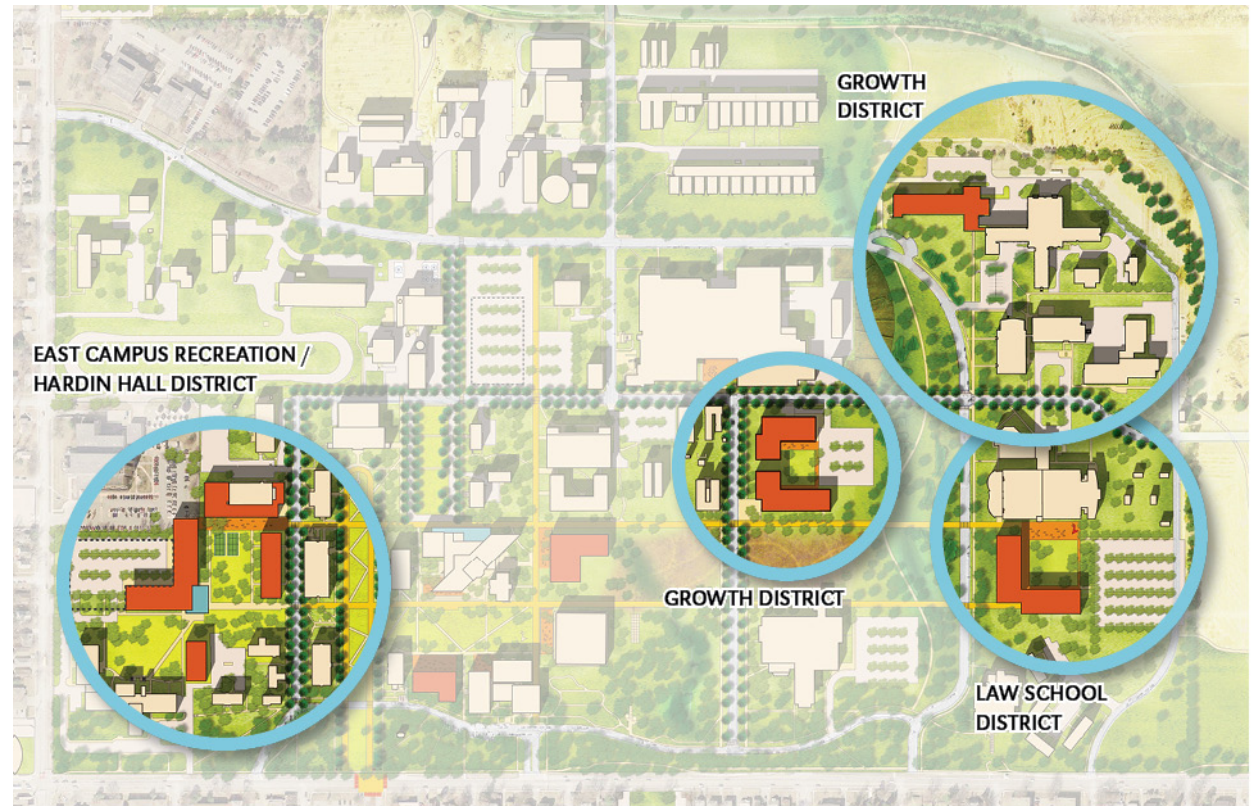 GROWTH
DISTRICT
EAST CAMPUS RECREATION /
HARDIN HALL DISTRICT
GROWTH DISTRICT
LAW SCHOOL
DISTRICT